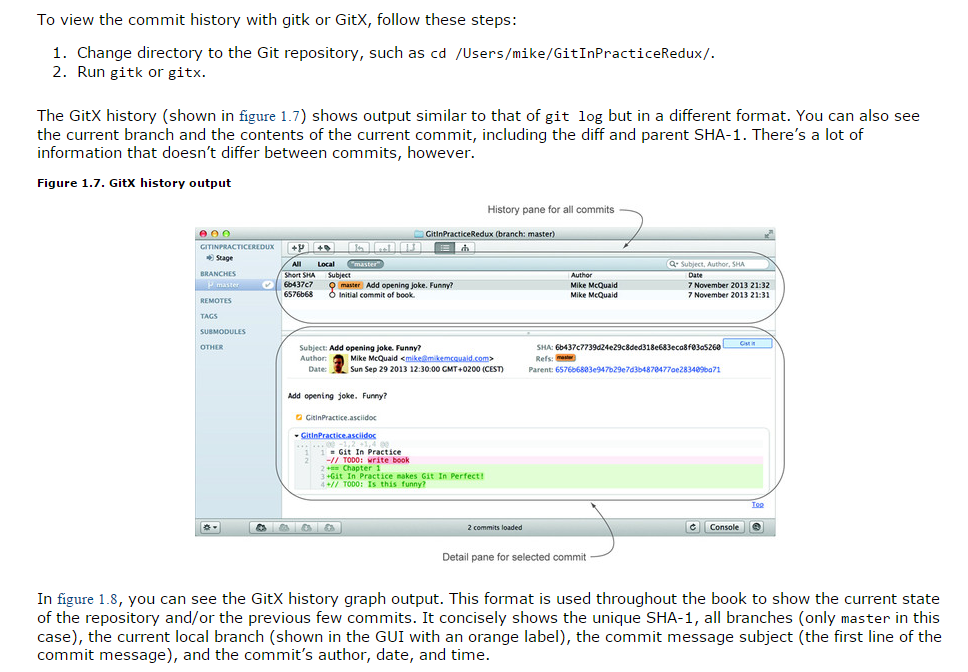 To view the commit history with gitk or GitX, follow these steps:
1. Change directory to the Git repository, such as cd /Users/mike/GitInPracticeRedux/.
2. Run gitk or gitx.
The GitX history (shown in figure 1.7) shows output similar to that of git log but in a different format. You can also see
the current branch and the contents of the current commit, including the diff and parent SHA-1. There's a lot of
information that doesn't differ between commits, however.
Figure 1.7. GitX history output
History pane for all commits
GitInPracticeRedux (branch: master)
GITINPRACTICEREDUX
Stage
BRANCHES
master
REMOTES
TAGS
SUBMODULES
OTHER
All Local "master" Subject, Author, SHA
Short SHA Subject Author Date
6b437c7 master Add opening joke. Funny? Mike McQuaid 7 November 2013 21:32
6576b68 Initial commit of book. Mike McQuaid 7 November 2013 21:31
Subject: Add opening joke. Funny?
Author: Mike McQuaid <mike@mikemcquaid.com>
Date: Sun Sep 29 2013 12:30:00 GMT+0200 (CEST)
SHA: 6b437c7739d24e29c8ded318e683eca8f03a5260
Gist it
Refs: master
Parent: 6576b6803e947b29e7d3b4870477ae283409ba71
Add opening joke. Funny?
GitInPractice.asciidoc
GitInPractice.asciidoc
... ... @@ -1,2 +1,4 @@
1 1 = Git In Practice
2 -// TODO: write book
2 +== Chapter 1
3 +Git In Practice makes Git In Perfect!
4 +// TODO: Is this funny?
Top
2 commits loaded
Console
Detail pane for selected commit
In figure 1.8, you can see the GitX history graph output. This format is used throughout the book to show the current state
of the repository and/or the previous few commits. It concisely shows the unique SHA-1, all branches (only master in this
case), the current local branch (shown in the GUI with an orange label), the commit message subject (the first line of the
commit message), and the commit's author, date, and time.